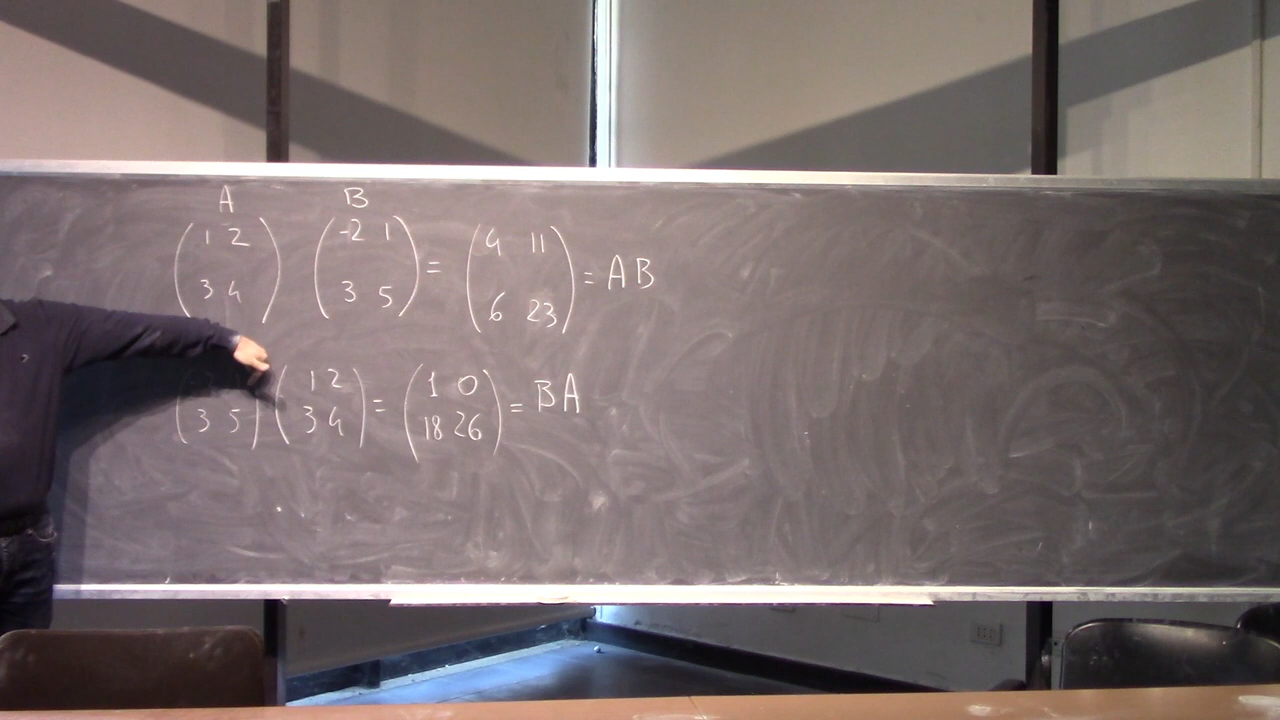 A B
( 1 2 ) ( -2 1 ) = ( 4 11 ) = AB
( 3 4 ) ( 3 5 ) ( 6 23 )
( 1 2 ) = ( 1 0 ) = BA
( 3 5 ) ( 3 4 ) ( 18 26 )